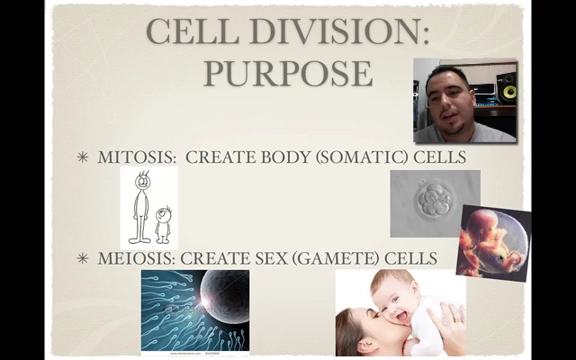 CELL DIVISION:
PURPOSE
✳ MITOSIS: CREATE BODY (SOMATIC) CELLS
✳ MEIOSIS: CREATE SEX (GAMETE) CELLS